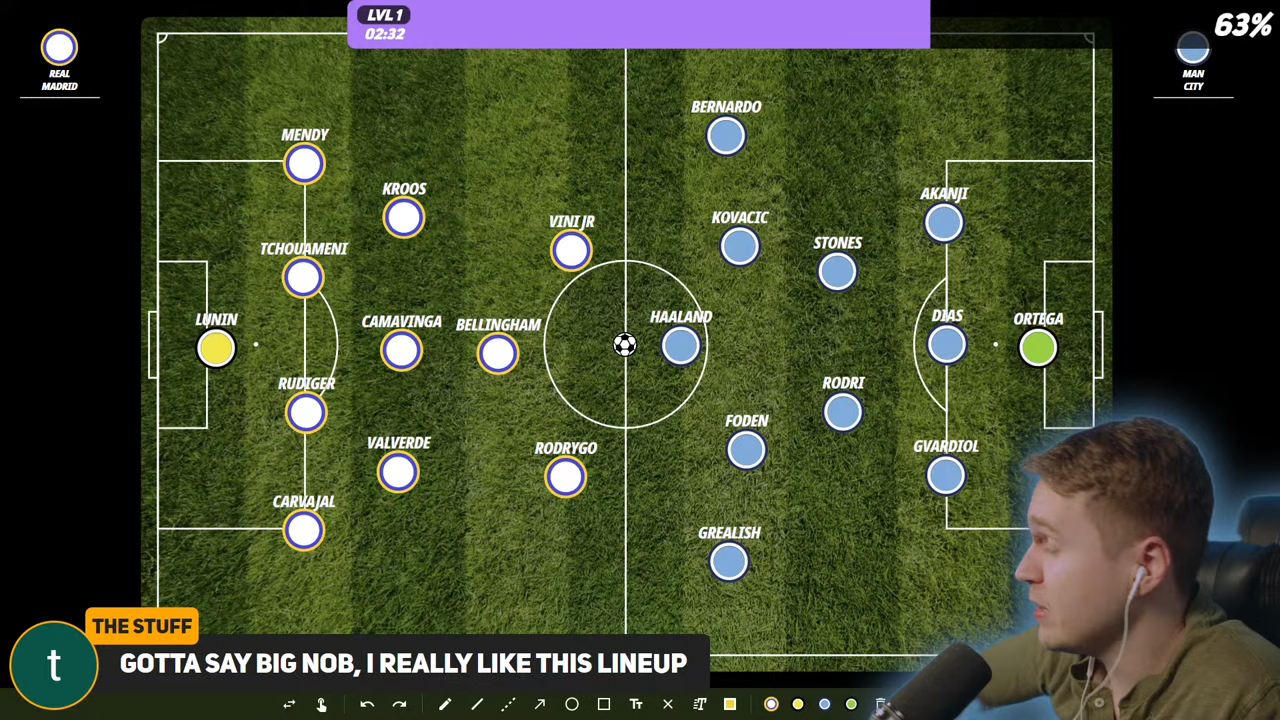 LVL 1
02:32
63%
REAL
MADRID
MAN
CITY
MENDY
KROOS
TCHOUAMENI
LUNIN
CAMAVINGA
BELLINGHAM
RUDIGER
VALVERDE
CARVAJAL
VINI JR
RODRYGO
BERNARDO
KOVACIC
STONES
AKANJI
HAALAND
DIAS
ORTEGA
RODRI
FODEN
GVARDIOL
GREALISH
THE STUFF
t
GOTTA SAY BIG NOB, I REALLY LIKE THIS LINEUP
Tt
T